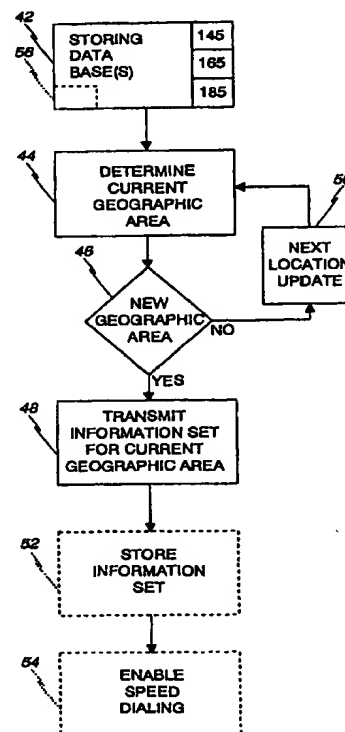 42
STORING
DATA
BASE(S)
145
165
185
56
44
DETERMINE
CURRENT
GEOGRAPHIC
AREA
46
NEW
GEOGRAPHIC
AREA
NO
NEXT
LOCATION
UPDATE
YES
48
TRANSMIT
INFORMATION SET
FOR CURRENT
GEOGRAPHIC AREA
52
STORE
INFORMATION
SET
54
ENABLE
SPEED
DIALING